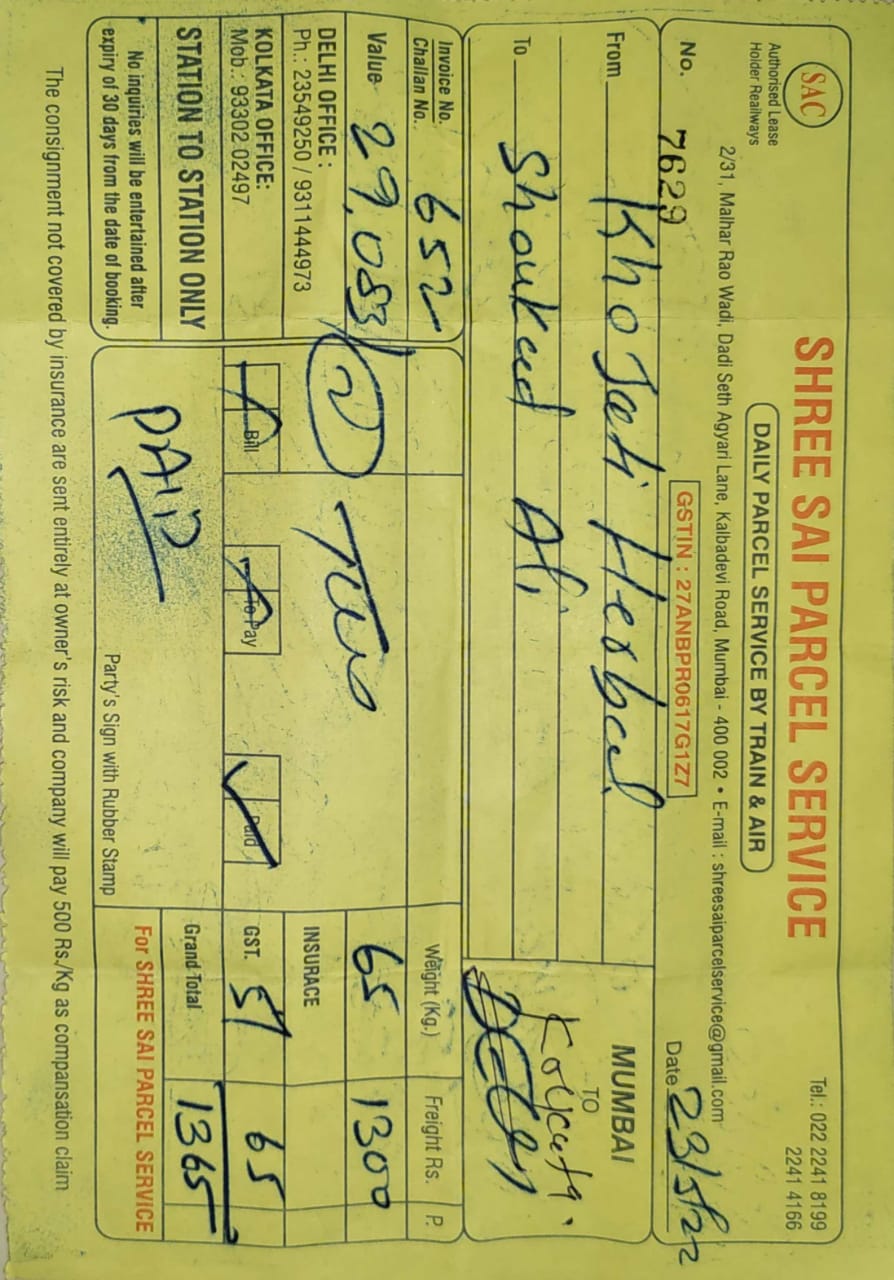 SAC
Authorised Lease
Holder Reailways
Tel.: 022 2241 8199
2241 4166
SHREE SAI PARCEL SERVICE
DAILY PARCEL SERVICE BY TRAIN & AIR
2/31, Malhar Rao Wadi, Dadi Seth Agyari Lane, Kalbadevi Road, Mumbai - 400 002 • E-mail : shreesaiparcelservice@gmail.com
No. 7629
GSTIN : 27ANBPR0617G1Z7
Date 23/5/22
From Khojati Herbal
To Shoukad Ali
MUMBAI
TO
Kolcutta
Invoice No.
Challan No. 652
Value 29,083/
Weight (Kg.) Freight Rs. P.
65 1300
DELHI OFFICE :
Ph.: 23549250 / 9311444973
INSURACE
KOLKATA OFFICE:
Mob.: 93302 02497
Bill
To Pay
Paid
GST. 5% 65
STATION TO STATION ONLY
Grand Total 1365
PAID
No inquiries will be entertained after
expiry of 30 days from the date of booking.
Party's Sign with Rubber Stamp
For SHREE SAI PARCEL SERVICE
The consignment not covered by insurance are sent entirely at owner's risk and company will pay 500 Rs./Kg as compansation claim